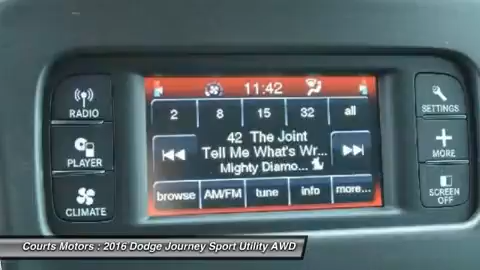 11:42
RADIO
PLAYER
CLIMATE
2 8 15 32 all
42 The Joint
Tell Me What's Wr...
Mighty Diamo...
browse AM/FM tune info more...
SETTINGS
MORE
SCREEN
OFF
Courts Motors : 2016 Dodge Journey Sport Utility AWD